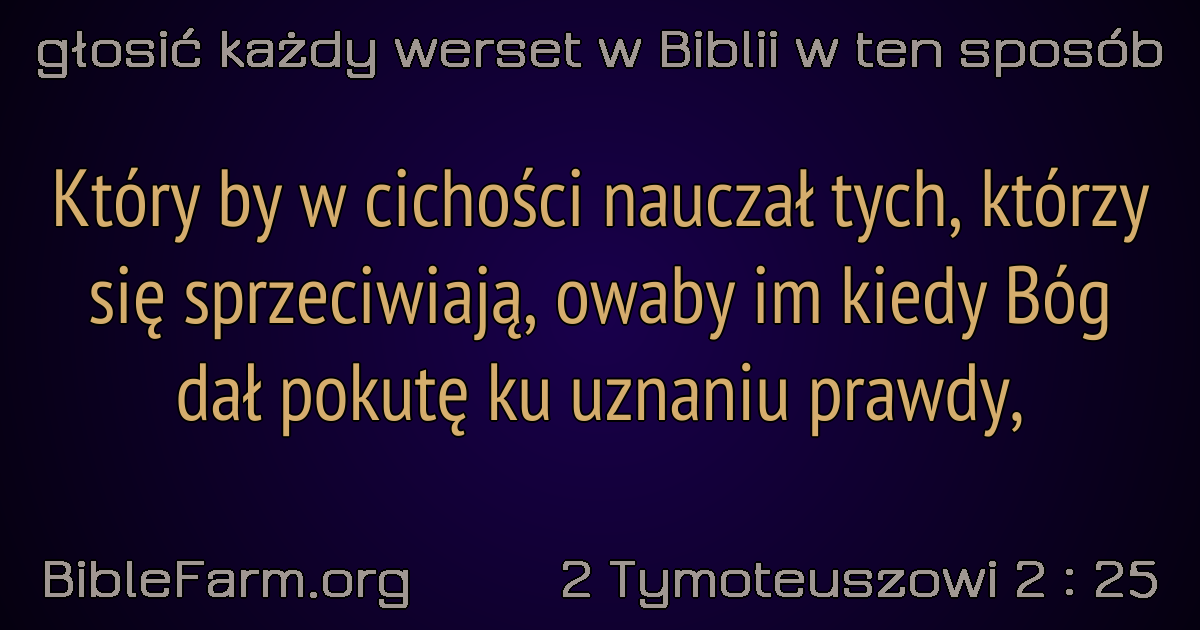 głosić każdy werset w Biblii w ten sposób
Który by w cichości nauczał tych, którzy
się sprzeciwiają, owaby im kiedy Bóg
dał pokutę ku uznaniu prawdy,
BibleFarm.org
2 Tymoteuszowi 2 : 25